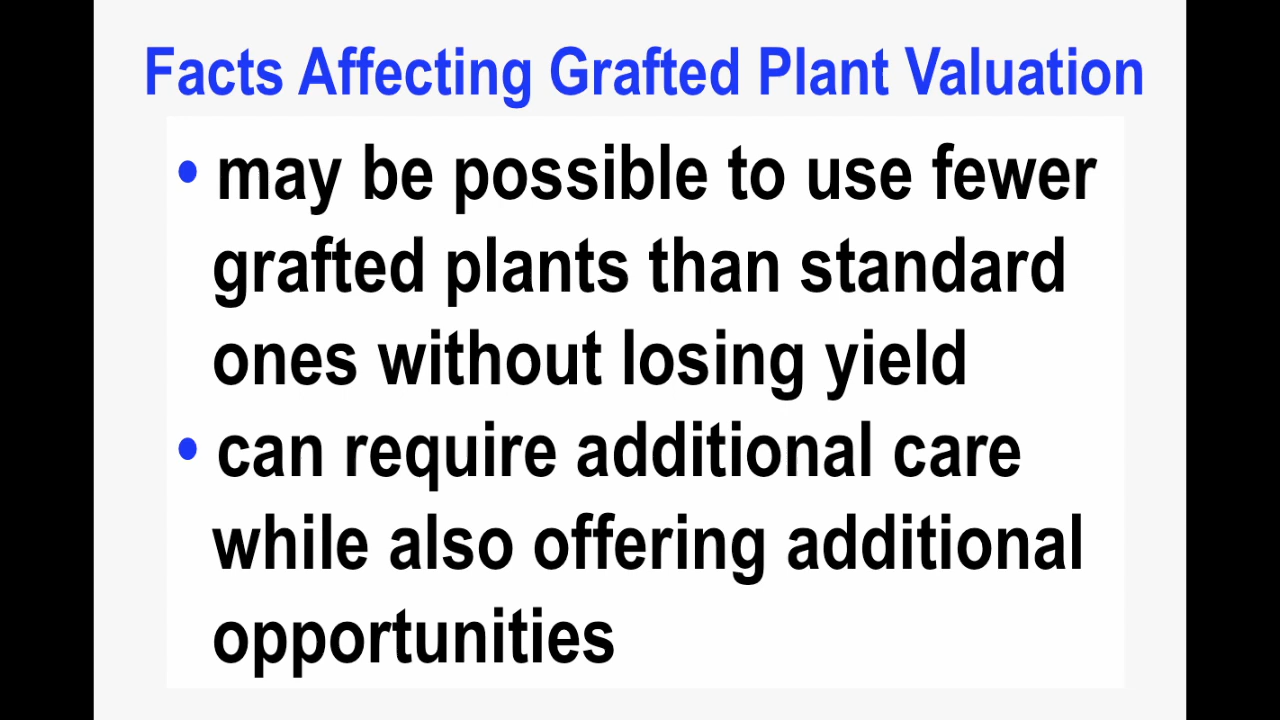 Facts Affecting Grafted Plant Valuation
• may be possible to use fewer
grafted plants than standard
ones without losing yield
• can require additional care
while also offering additional
opportunities